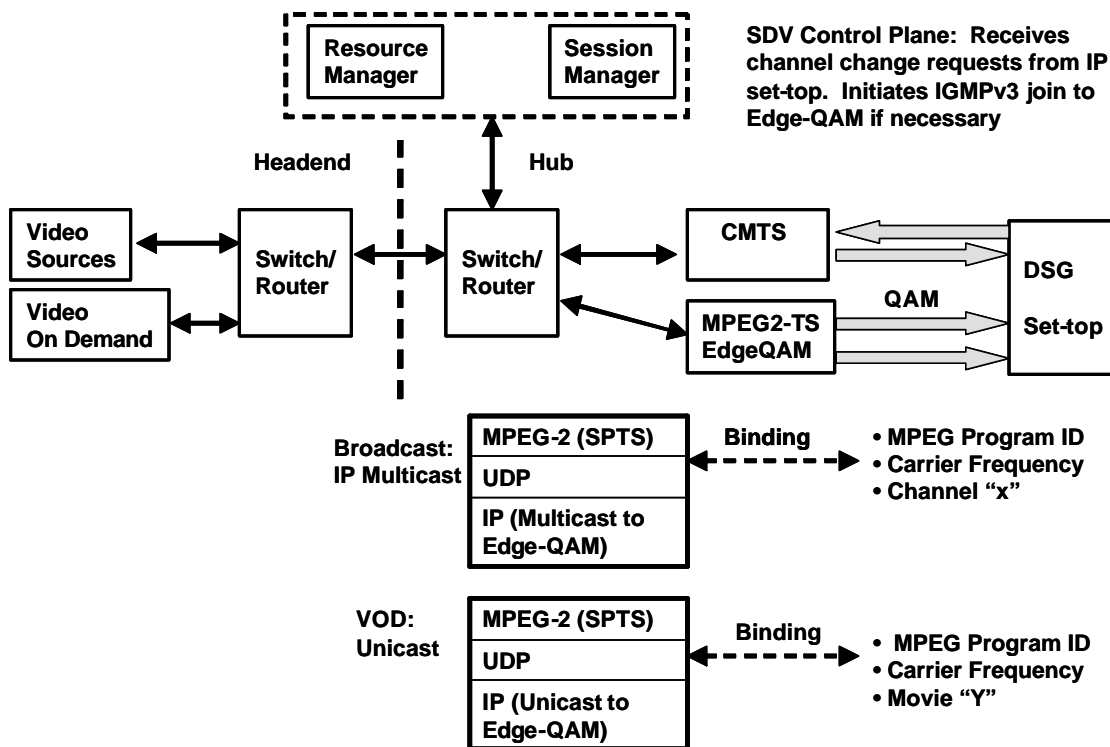 Resource
Manager
Session
Manager
SDV Control Plane:  Receives
channel change requests from IP
set-top.  Initiates IGMPv3 join to
Edge-QAM if necessary
Headend
Hub
Video
Sources
Video
On Demand
Switch/
Router
Switch/
Router
CMTS
QAM
MPEG2-TS
EdgeQAM
DSG
Set-top
Broadcast:
IP Multicast
MPEG-2 (SPTS)
UDP
IP (Multicast to
Edge-QAM)
Binding
• MPEG Program ID
• Carrier Frequency
• Channel “x”
VOD:
Unicast
MPEG-2 (SPTS)
UDP
IP (Unicast to
Edge-QAM)
Binding
• MPEG Program ID
• Carrier Frequency
• Movie “Y”